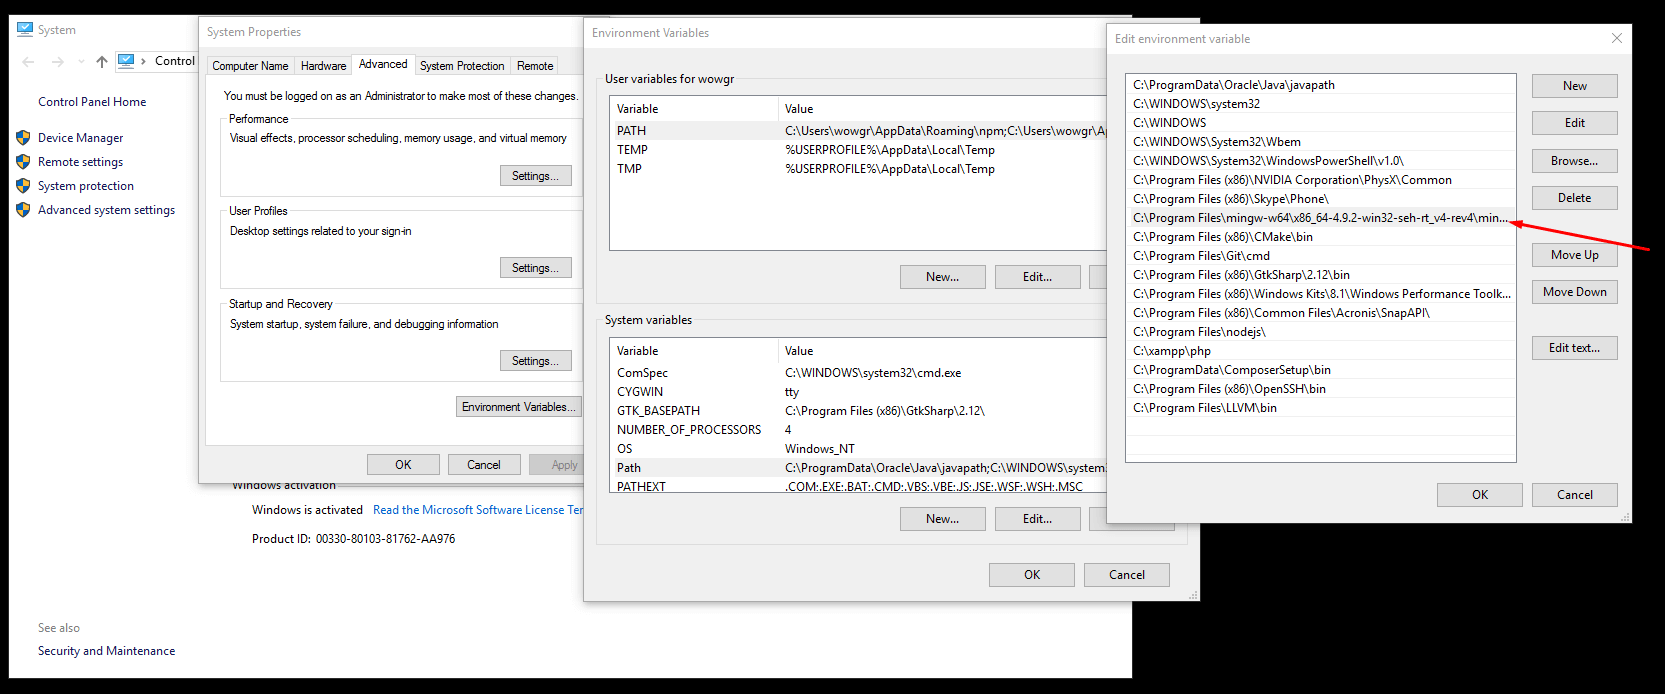 System
Control
Control Panel Home
Device Manager
Remote settings
System protection
Advanced system settings
Windows activation
Windows is activated Read the Microsoft Software License Ter
Product ID: 00330-80103-81762-AA976
See also
Security and Maintenance
System Properties
Computer Name Hardware Advanced System Protection Remote
You must be logged on as an Administrator to make most of these changes.
Performance
Visual effects, processor scheduling, memory usage, and virtual memory
Settings...
User Profiles
Desktop settings related to your sign-in
Settings...
Startup and Recovery
System startup, system failure, and debugging information
Settings...
Environment Variables...
OK Cancel Apply
Environment Variables
User variables for wowgr
Variable Value
PATH C:\Users\wowgr\AppData\Roaming\npm;C:\Users\wowgr\Ap
TEMP %USERPROFILE%\AppData\Local\Temp
TMP %USERPROFILE%\AppData\Local\Temp
New... Edit...
System variables
Variable Value
ComSpec C:\WINDOWS\system32\cmd.exe
CYGWIN tty
GTK_BASEPATH C:\Program Files (x86)\GtkSharp\2.12\
NUMBER_OF_PROCESSORS 4
OS Windows_NT
Path C:\ProgramData\Oracle\Java\javapath;C:\WINDOWS\system3
PATHEXT .COM;.EXE;.BAT;.CMD;.VBS;.VBE;.JS;.JSE;.WSF;.WSH;.MSC
New... Edit...
OK Cancel
Edit environment variable
C:\ProgramData\Oracle\Java\javapath
C:\WINDOWS\system32
C:\WINDOWS
C:\WINDOWS\System32\Wbem
C:\WINDOWS\System32\WindowsPowerShell\v1.0\
C:\Program Files (x86)\NVIDIA Corporation\PhysX\Common
C:\Program Files (x86)\Skype\Phone\
C:\Program Files\mingw-w64\x86_64-4.9.2-win32-seh-rt_v4-rev4\min...
C:\Program Files (x86)\CMake\bin
C:\Program Files\Git\cmd
C:\Program Files (x86)\GtkSharp\2.12\bin
C:\Program Files (x86)\Windows Kits\8.1\Windows Performance Toolk...
C:\Program Files (x86)\Common Files\Acronis\SnapAPI\
C:\Program Files\nodejs\
C:\xampp\php
C:\ProgramData\ComposerSetup\bin
C:\Program Files (x86)\OpenSSH\bin
C:\Program Files\LLVM\bin
New
Edit
Browse...
Delete
Move Up
Move Down
Edit text...
OK Cancel